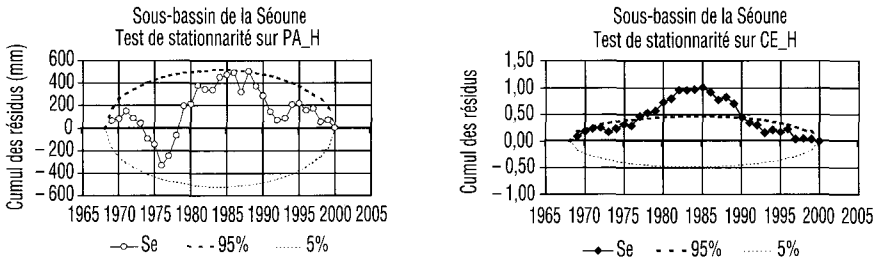 Sous-bassin de la Séoune
Test de stationnarité sur PA_H
Cumul des résidus (mm)
600
400
200
0
– 200
– 400
– 600
1965 1970 1975 1980 1985 1990 1995 2000 2005
Se 95% 5%
Sous-bassin de la Séoune
Test de stationnarité sur CE_H
Cumul des résidus
1,50
1,00
0,50
0,00
– 0,50
– 1,00
1965 1970 1975 1980 1985 1990 1995 2000 2005
Se 95% 5%